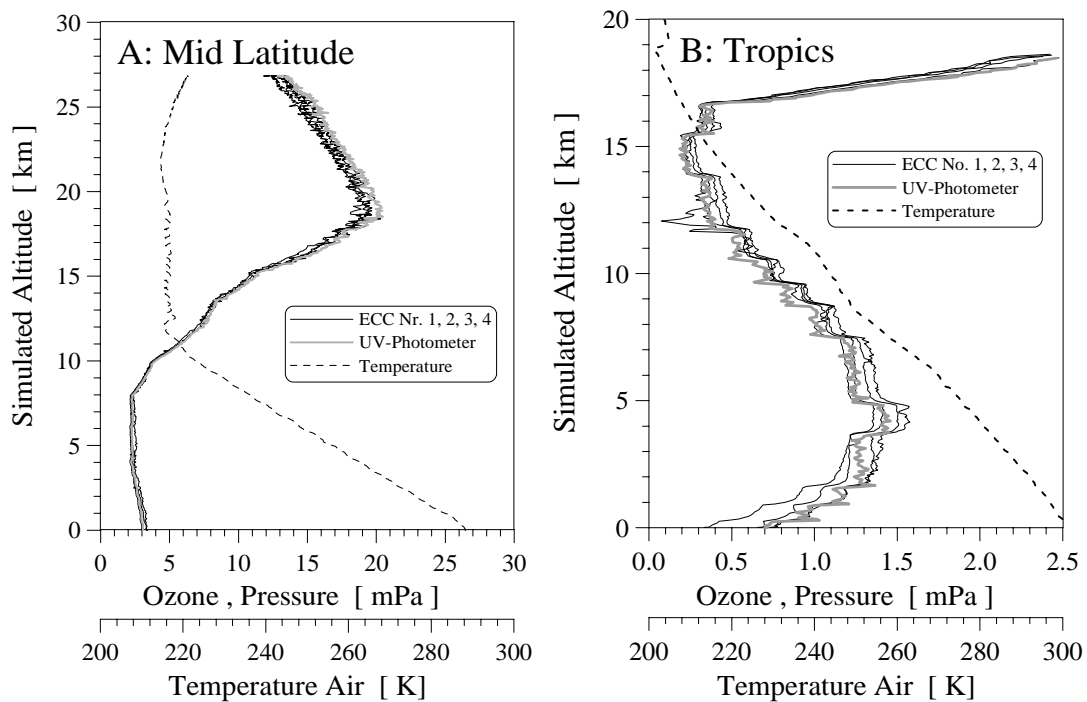 A: Mid Latitude
30
25
20
15
10
5
0
Simulated Altitude [ km ]
ECC Nr. 1, 2, 3, 4
UV-Photometer
Temperature
0 5 10 15 20 25 30
Ozone , Pressure [ mPa ]
200 220 240 260 280 300
Temperature Air [ K]
B: Tropics
20
15
10
5
0
Simulated Altitude [ km ]
ECC No. 1, 2, 3, 4
UV-Photometer
Temperature
0.0 0.5 1.0 1.5 2.0 2.5
Ozone , Pressure [ mPa ]
200 220 240 260 280 300
Temperature Air [ K]